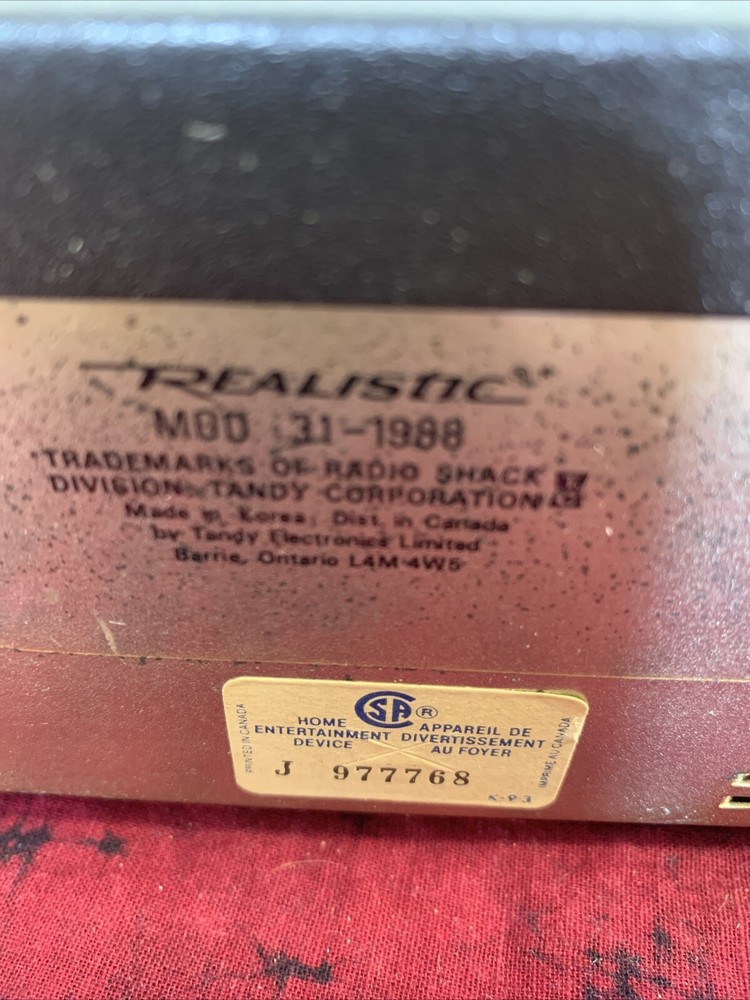 REALISTIC®
MOD 31-1988
TRADEMARKS OF RADIO SHACK
DIVISION TANDY CORPORATION
Made in Korea. Dist. in Canada
by Tandy Electronics Limited
Barrie, Ontario L4M 4W5
CSA ®
HOME
ENTERTAINMENT
DEVICE
APPAREIL DE
DIVERTISSEMENT
AU FOYER
PRINTED IN CANADA
IMPRIMÉ AU CANADA
J 977768
K-93